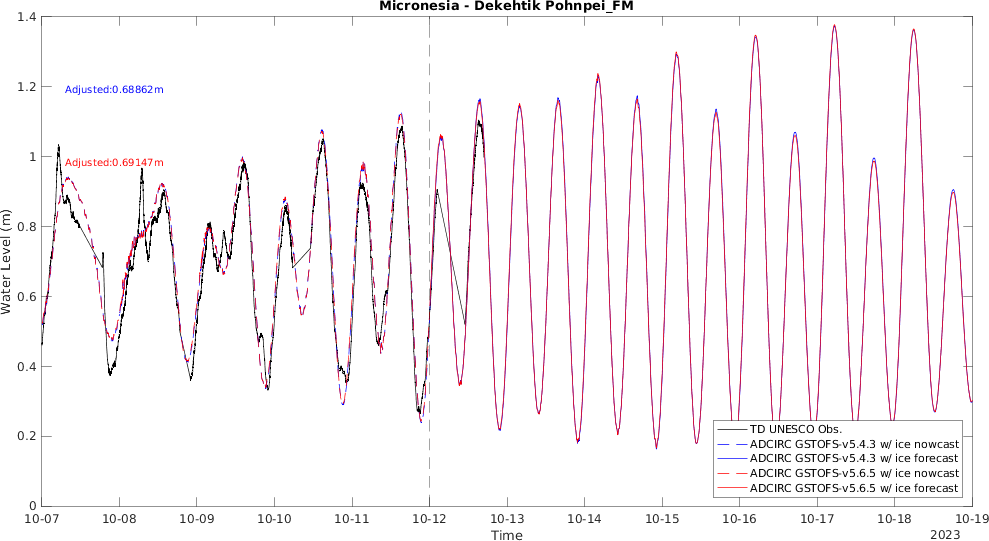 Micronesia - Dekehtik Pohnpei_FM
1.4
1.2
1
0.8
0.6
0.4
0.2
0
Water Level (m)
Adjusted:0.68862m
Adjusted:0.69147m
TD UNESCO Obs.
ADCIRC GSTOFS-v5.4.3 w/ ice nowcast
ADCIRC GSTOFS-v5.4.3 w/ ice forecast
ADCIRC GSTOFS-v5.6.5 w/ ice nowcast
ADCIRC GSTOFS-v5.6.5 w/ ice forecast
10-07 10-08 10-09 10-10 10-11 10-12 10-13 10-14 10-15 10-16 10-17 10-18 10-19
Time
2023